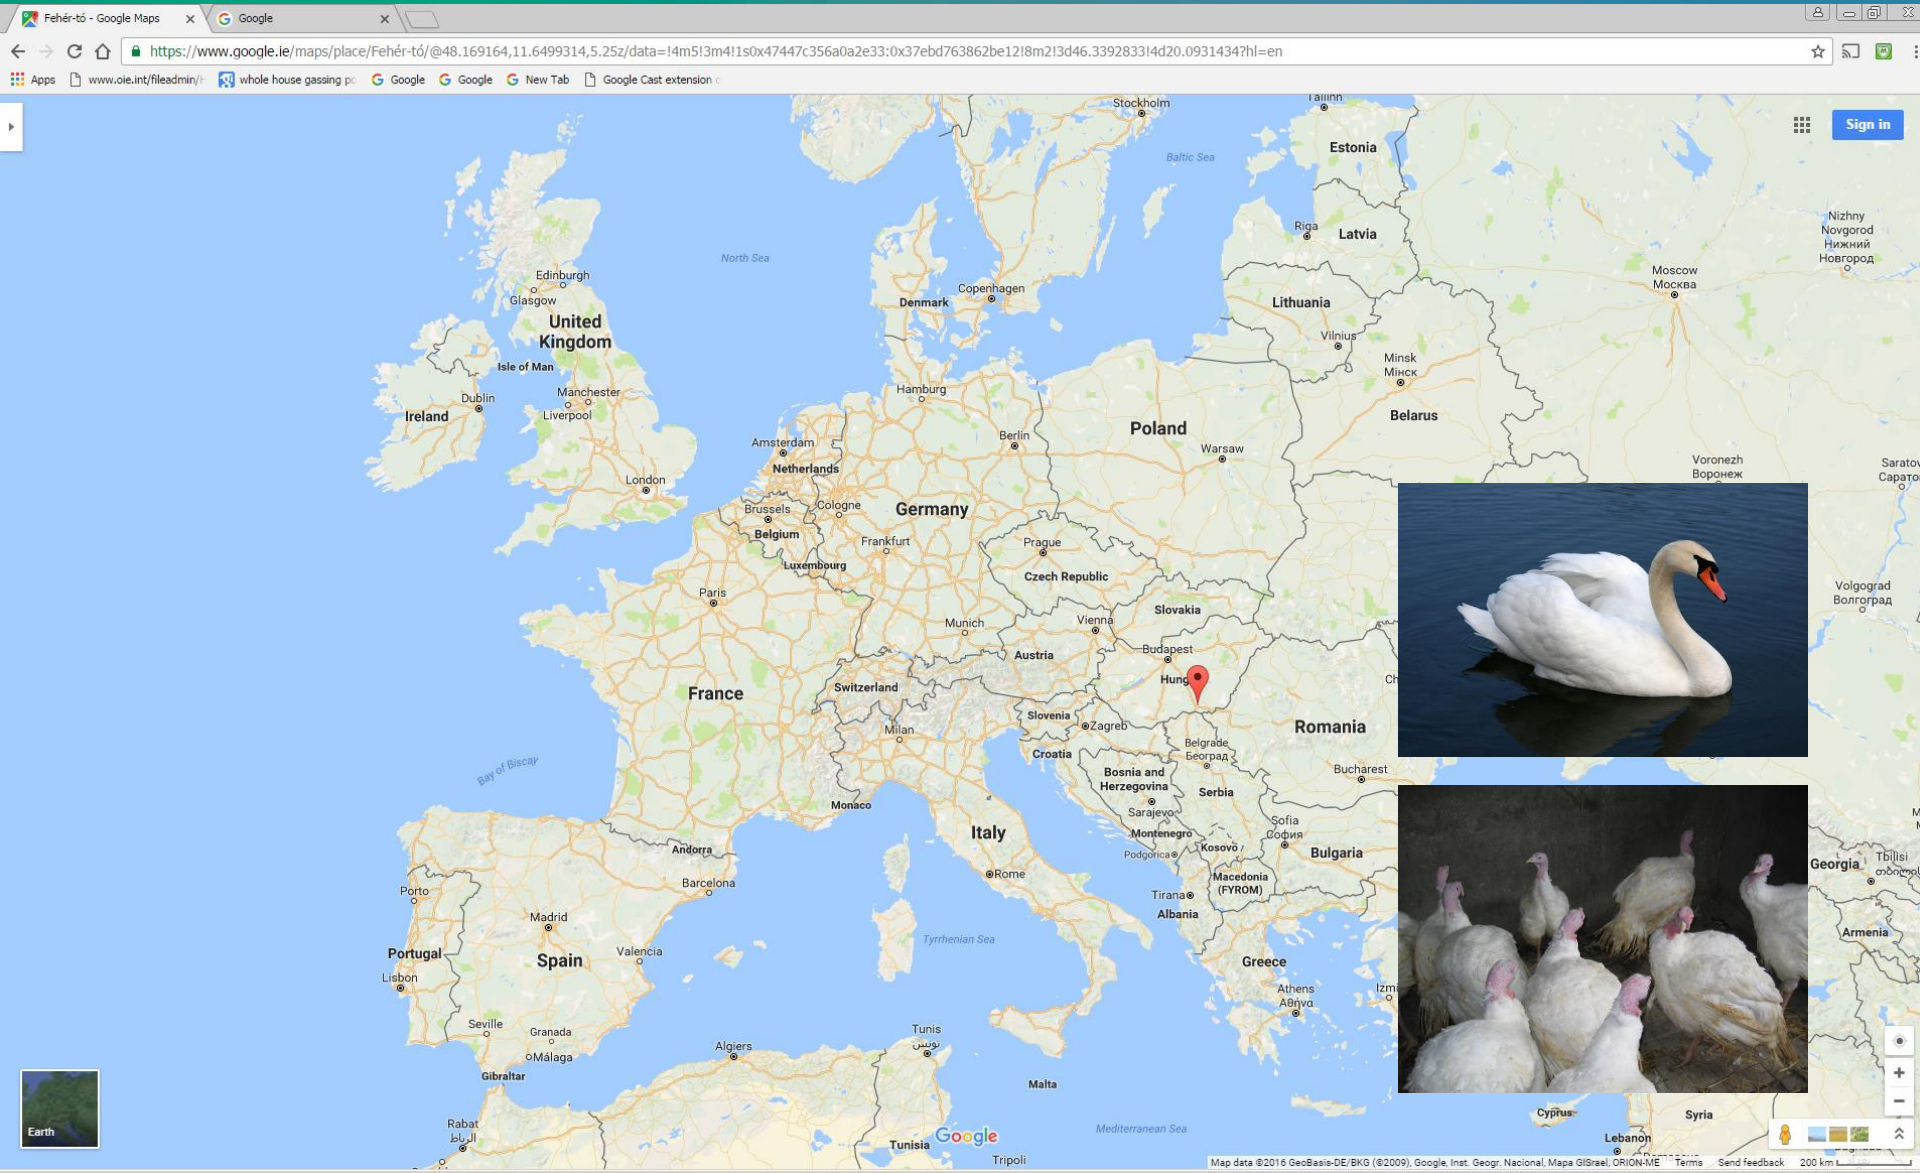 Fehér-tó - Google Maps
Google
https://www.google.ie/maps/place/Fehér-tó/@48.169164,11.6499314,5.25z/data=!4m5!3m4!1s0x47447c356a0a2e33:0x37ebd763862be12!8m2!3d46.3392833!4d20.0931434?hl=en
Apps
www.oie.int/fileadmin/
whole house gassing
Google
Google
New Tab
Google Cast extension
Sign in
Stockholm
Tallinn
Estonia
Baltic Sea
Riga
Latvia
Nizhny
Novgorod
Нижний
Новгород
North Sea
Edinburgh
Glasgow
Moscow
Москва
Copenhagen
Denmark
Lithuania
United
Kingdom
Vilnius
Isle of Man
Minsk
Мінск
Dublin
Manchester
Liverpool
Hamburg
Ireland
Belarus
Amsterdam
Berlin
Poland
Warsaw
Netherlands
London
Voronezh
Воронеж
Brussels
Cologne
Germany
Belgium
Frankfurt
Prague
Luxembourg
Czech Republic
Paris
Slovakia
Volgograd
Волгоград
Munich
Vienna
Austria
Budapest
Hung
Switzerland
France
Slovenia
Zagreb
Romania
Milan
Croatia
Belgrade
Београд
Bay of Biscay
Bosnia and
Herzegovina
Bucharest
Monaco
Serbia
Sarajevo
Italy
Montenegro
Sofia
София
Andorra
Podgorica
Kosovo
Bulgaria
Georgia
Tbilisi
Porto
Barcelona
Rome
Macedonia
(FYROM)
Tirana
Albania
Madrid
Portugal
Spain
Valencia
Tyrrhenian Sea
Armenia
Lisbon
Greece
Athens
Αθήνα
Izmi
Seville
Granada
Málaga
Tunis
تونس
Algiers
Gibraltar
Malta
Earth
Rabat
الرباط
Cyprus
Syria
Mediterranean Sea
Tunisia
Google
Tripoli
Lebanon
Map data ©2016 GeoBasis-DE/BKG (©2009), Google, Inst. Geogr. Nacional, Mapa GISrael, ORION-ME
Terms
Send feedback
200 km